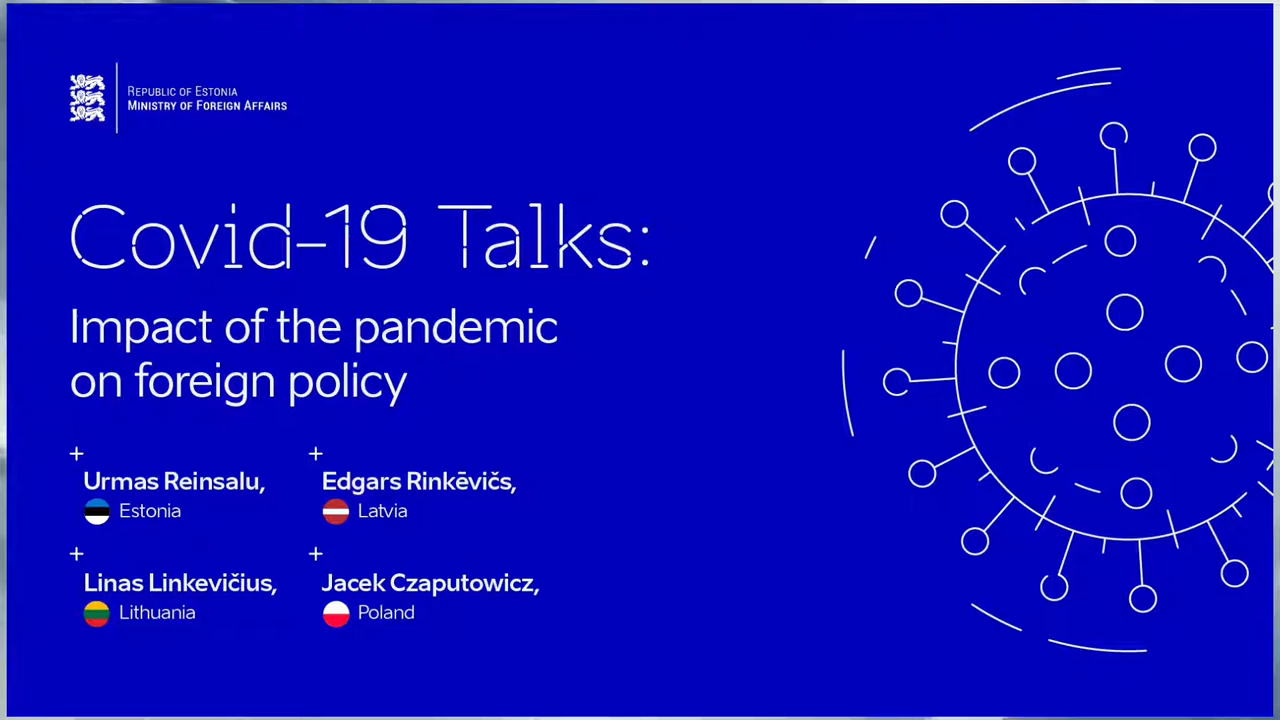 REPUBLIC OF ESTONIA
MINISTRY OF FOREIGN AFFAIRS
Covid-19 Talks:
Impact of the pandemic
on foreign policy
+ +
Urmas Reinsalu, Edgars Rinkēvičs,
Estonia Latvia
+ +
Linas Linkevičius, Jacek Czaputowicz,
Lithuania Poland